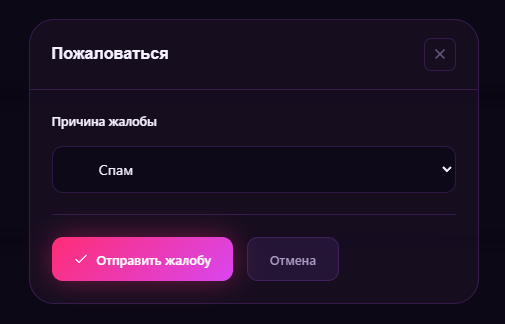 Пожаловаться
Причина жалобы
Спам
Отправить жалобу
Отмена